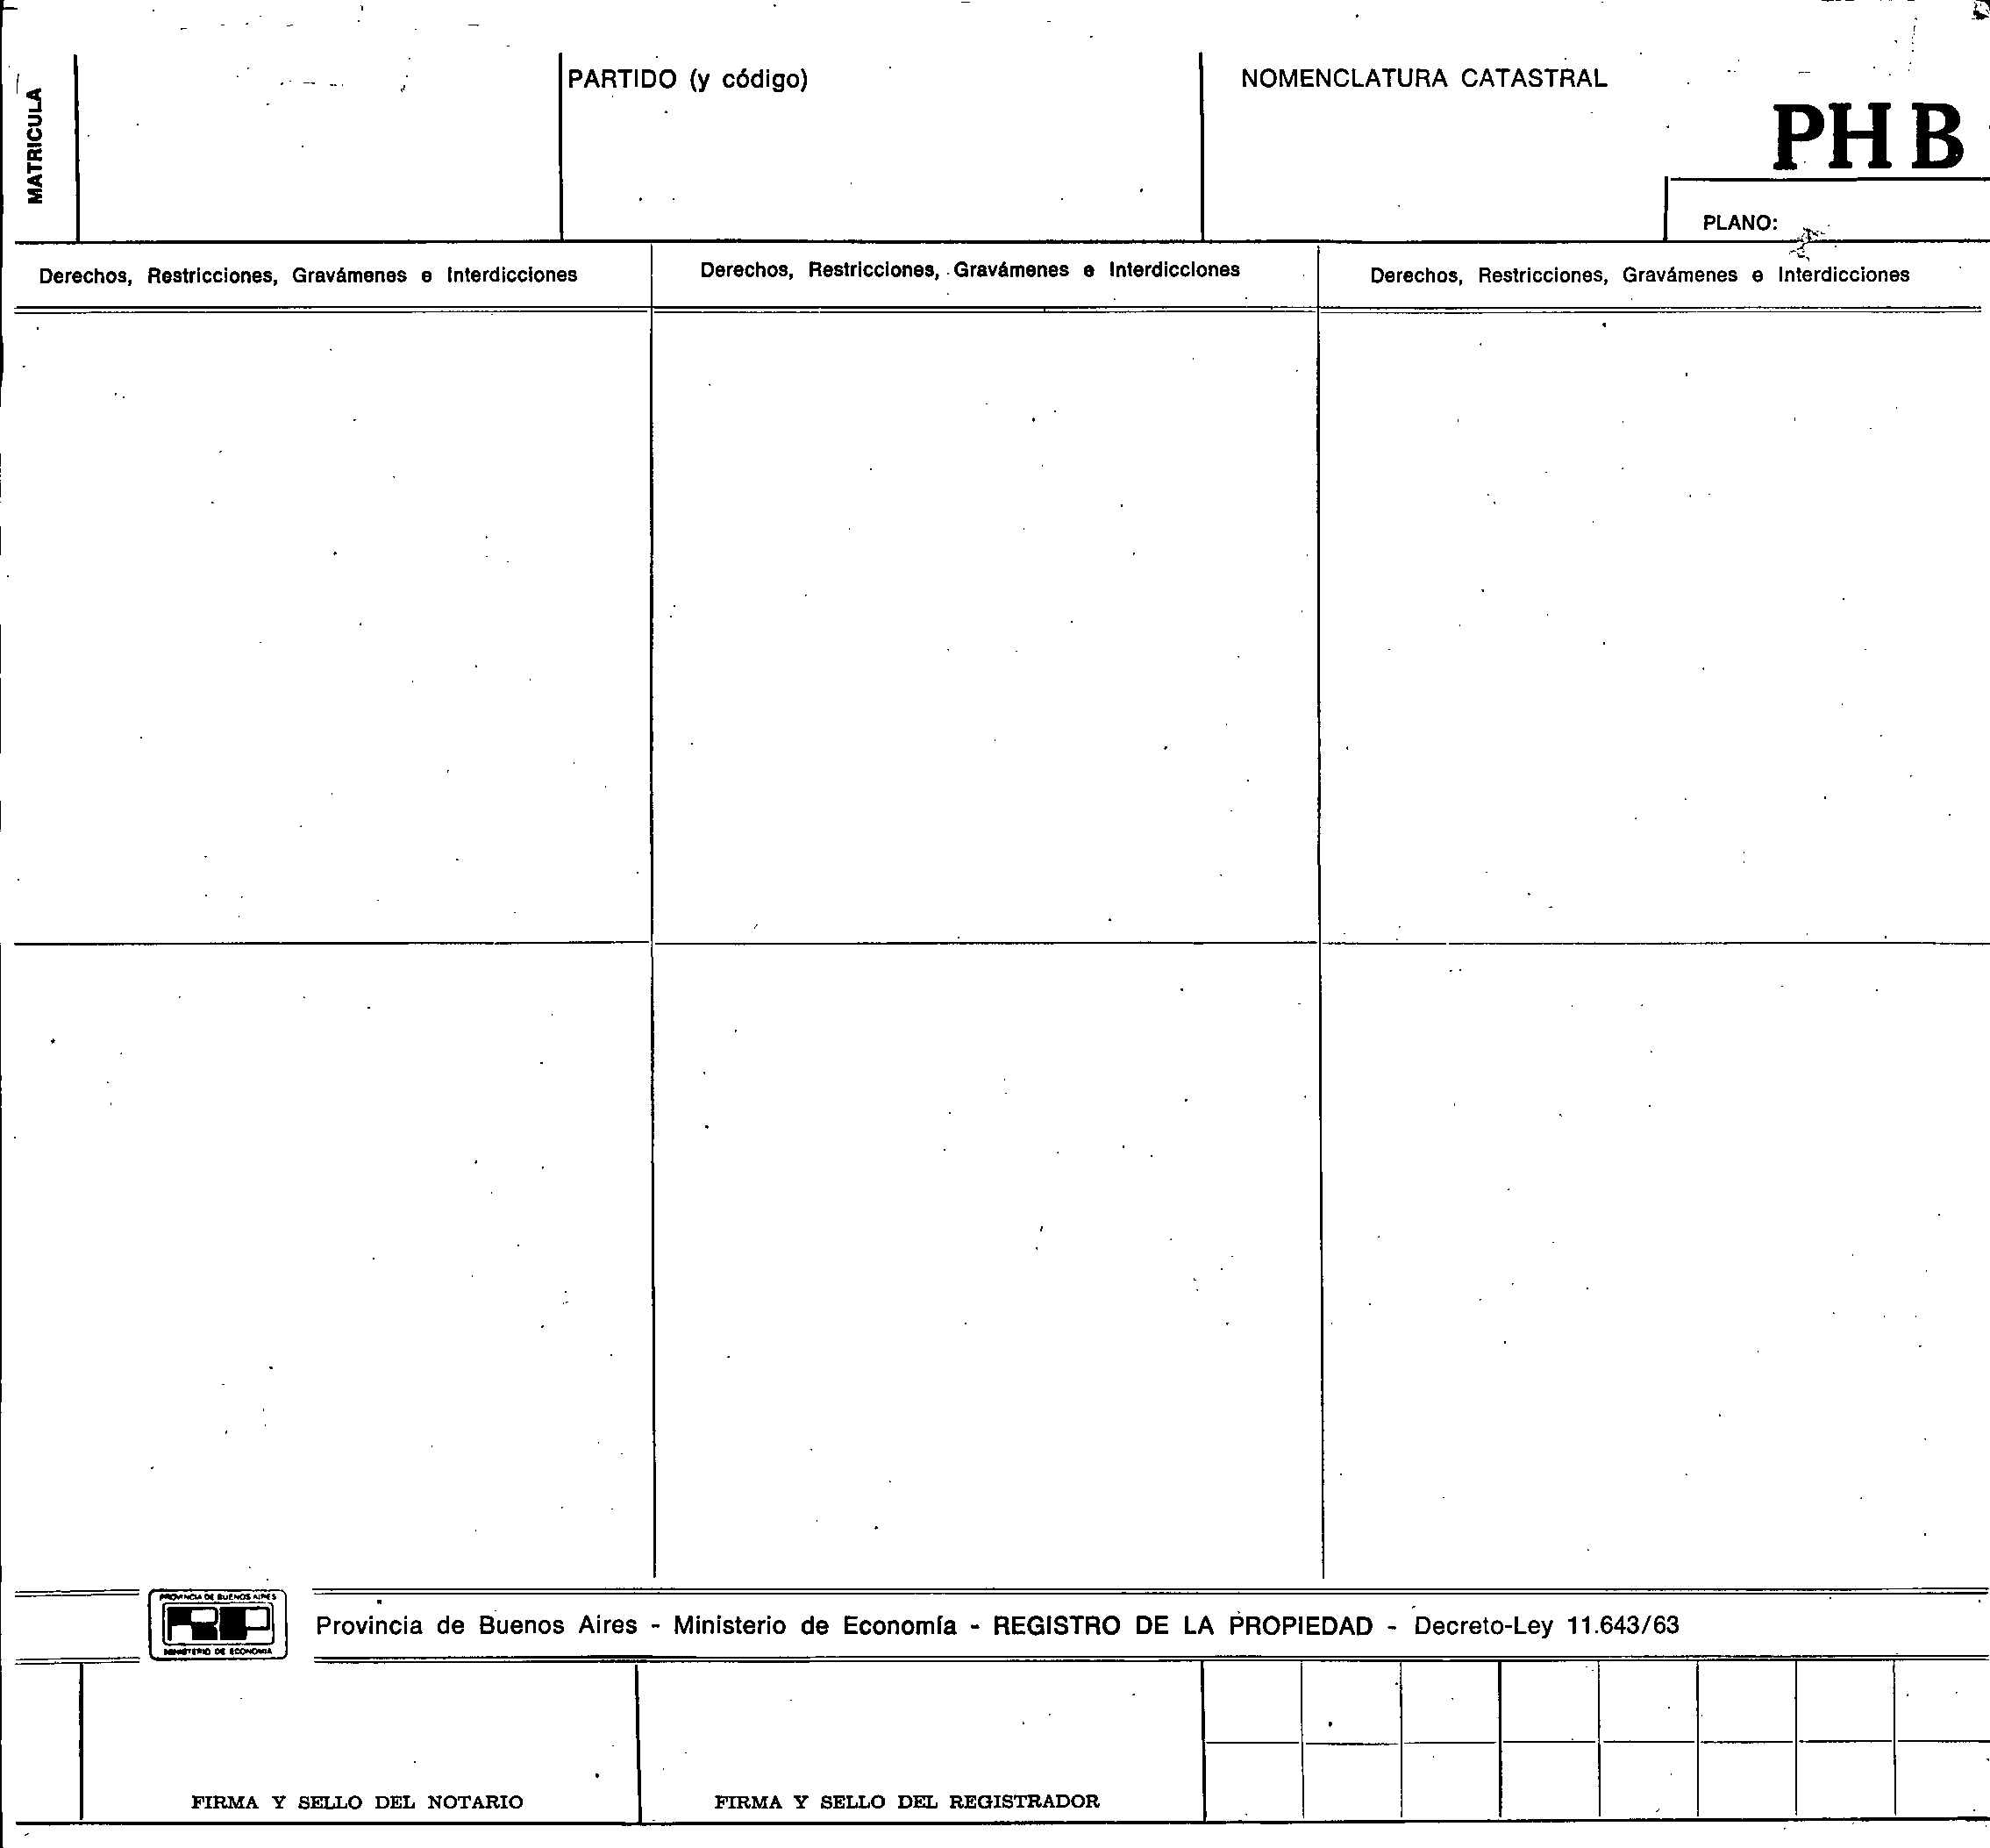 MATRICULA
PARTIDO (y código)
NOMENCLATURA CATASTRAL
PH B
PLANO:
Derechos, Restricciones, Gravámenes e Interdicciones
Derechos, Restricciones, Gravámenes e Interdicciones
Derechos, Restricciones, Gravámenes e Interdicciones
PROVINCIA DE BUENOS AIRES
RP
MINISTERIO DE ECONOMIA
Provincia de Buenos Aires - Ministerio de Economía - REGISTRO DE LA PROPIEDAD - Decreto-Ley 11.643/63
FIRMA Y SELLO DEL NOTARIO
FIRMA Y SELLO DEL REGISTRADOR